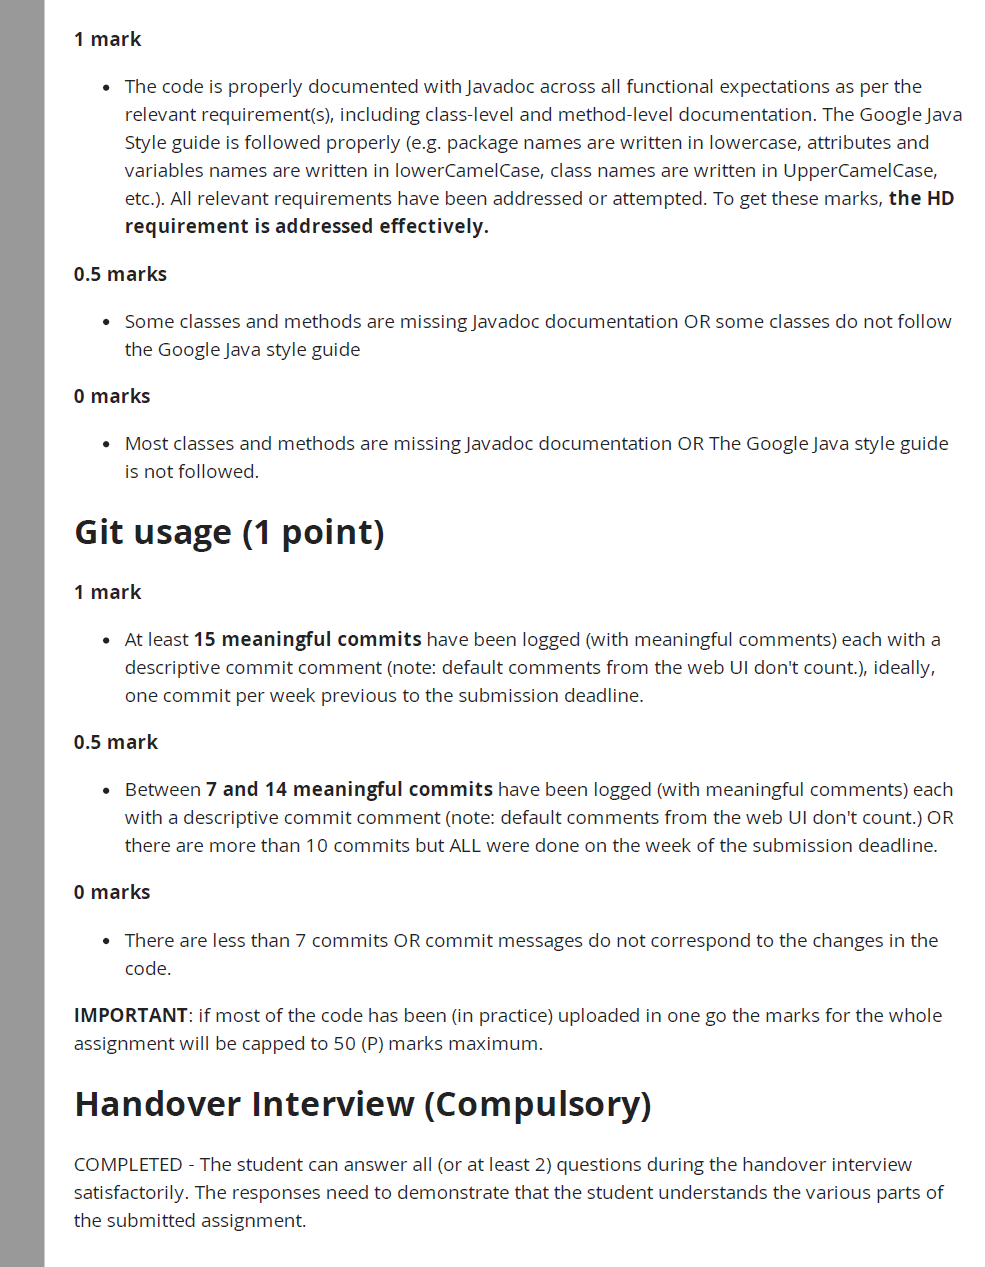 1 mark
• The code is properly documented with Javadoc across all functional expectations as per the
relevant requirement(s), including class-level and method-level documentation. The Google Java
Style guide is followed properly (e.g. package names are written in lowercase, attributes and
variables names are written in lowerCamelCase, class names are written in UpperCamelCase,
etc.). All relevant requirements have been addressed or attempted. To get these marks, the HD
requirement is addressed effectively.
0.5 marks
• Some classes and methods are missing Javadoc documentation OR some classes do not follow
the Google Java style guide
0 marks
• Most classes and methods are missing Javadoc documentation OR The Google Java style guide
is not followed.
Git usage (1 point)
1 mark
• At least 15 meaningful commits have been logged (with meaningful comments) each with a
descriptive commit comment (note: default comments from the web UI don't count.), ideally,
one commit per week previous to the submission deadline.
0.5 mark
• Between 7 and 14 meaningful commits have been logged (with meaningful comments) each
with a descriptive commit comment (note: default comments from the web UI don't count.) OR
there are more than 10 commits but ALL were done on the week of the submission deadline.
0 marks
• There are less than 7 commits OR commit messages do not correspond to the changes in the
code.
IMPORTANT: if most of the code has been (in practice) uploaded in one go the marks for the whole
assignment will be capped to 50 (P) marks maximum.
Handover Interview (Compulsory)
COMPLETED - The student can answer all (or at least 2) questions during the handover interview
satisfactorily. The responses need to demonstrate that the student understands the various parts of
the submitted assignment.